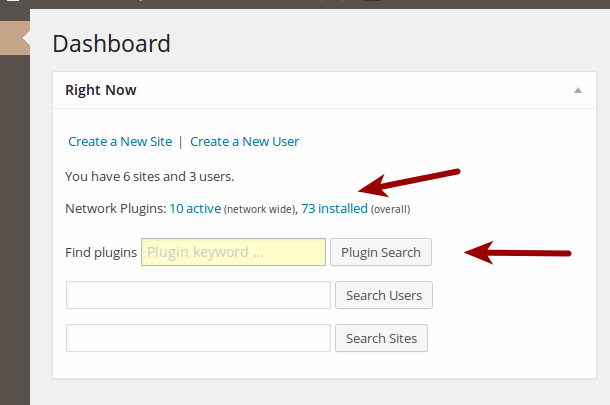 Dashboard
Right Now
Create a New Site | Create a New User
You have 6 sites and 3 users.
Network Plugins: 10 active (network wide), 73 installed (overall)
Find plugins Plugin keyword ... Plugin Search
Search Users
Search Sites